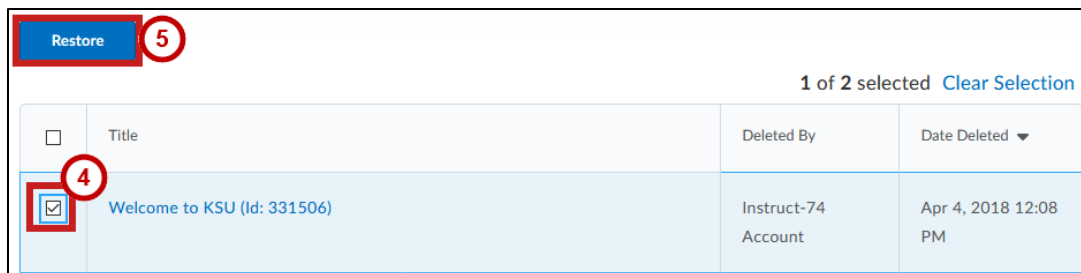 Restore
5
1 of 2 selected Clear Selection
Title
Deleted By
Date Deleted
4
Welcome to KSU (Id: 331506)
Instruct-74
Account
Apr 4, 2018 12:08
PM